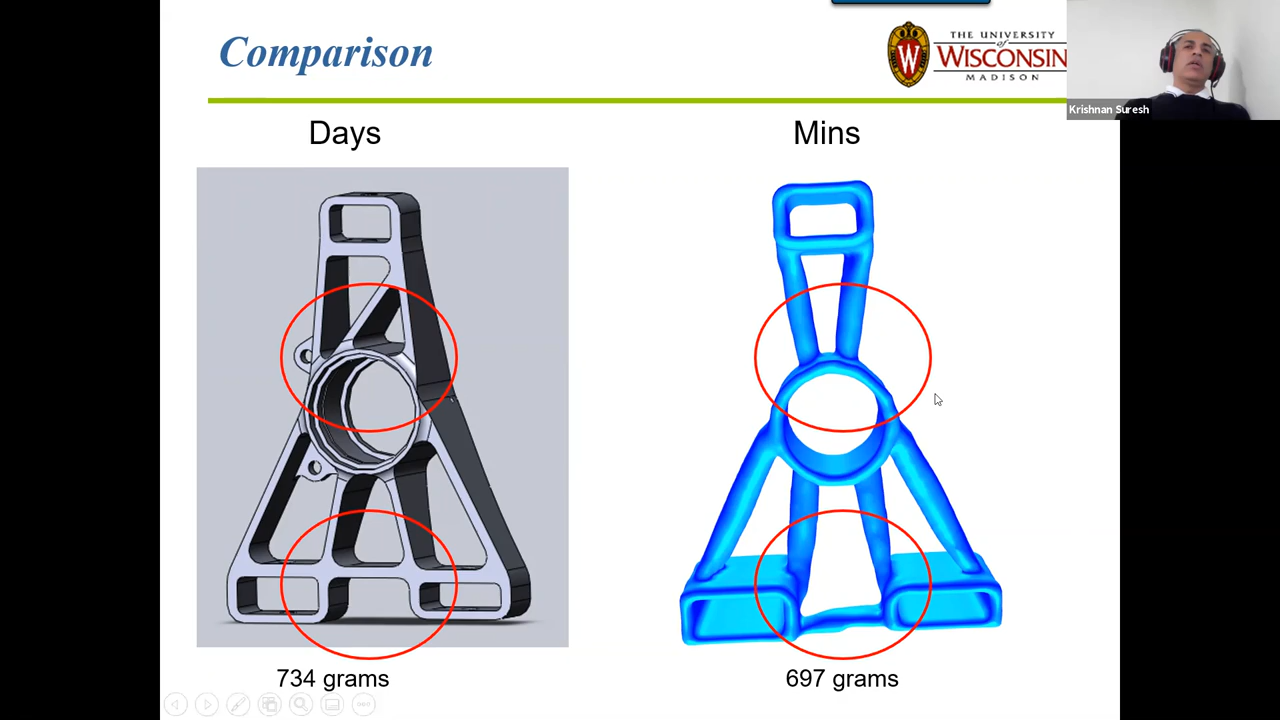 Comparison
THE UNIVERSITY
of
WISCONSIN
MADISON
W
Krishnan Suresh
Days
Mins
734 grams
697 grams